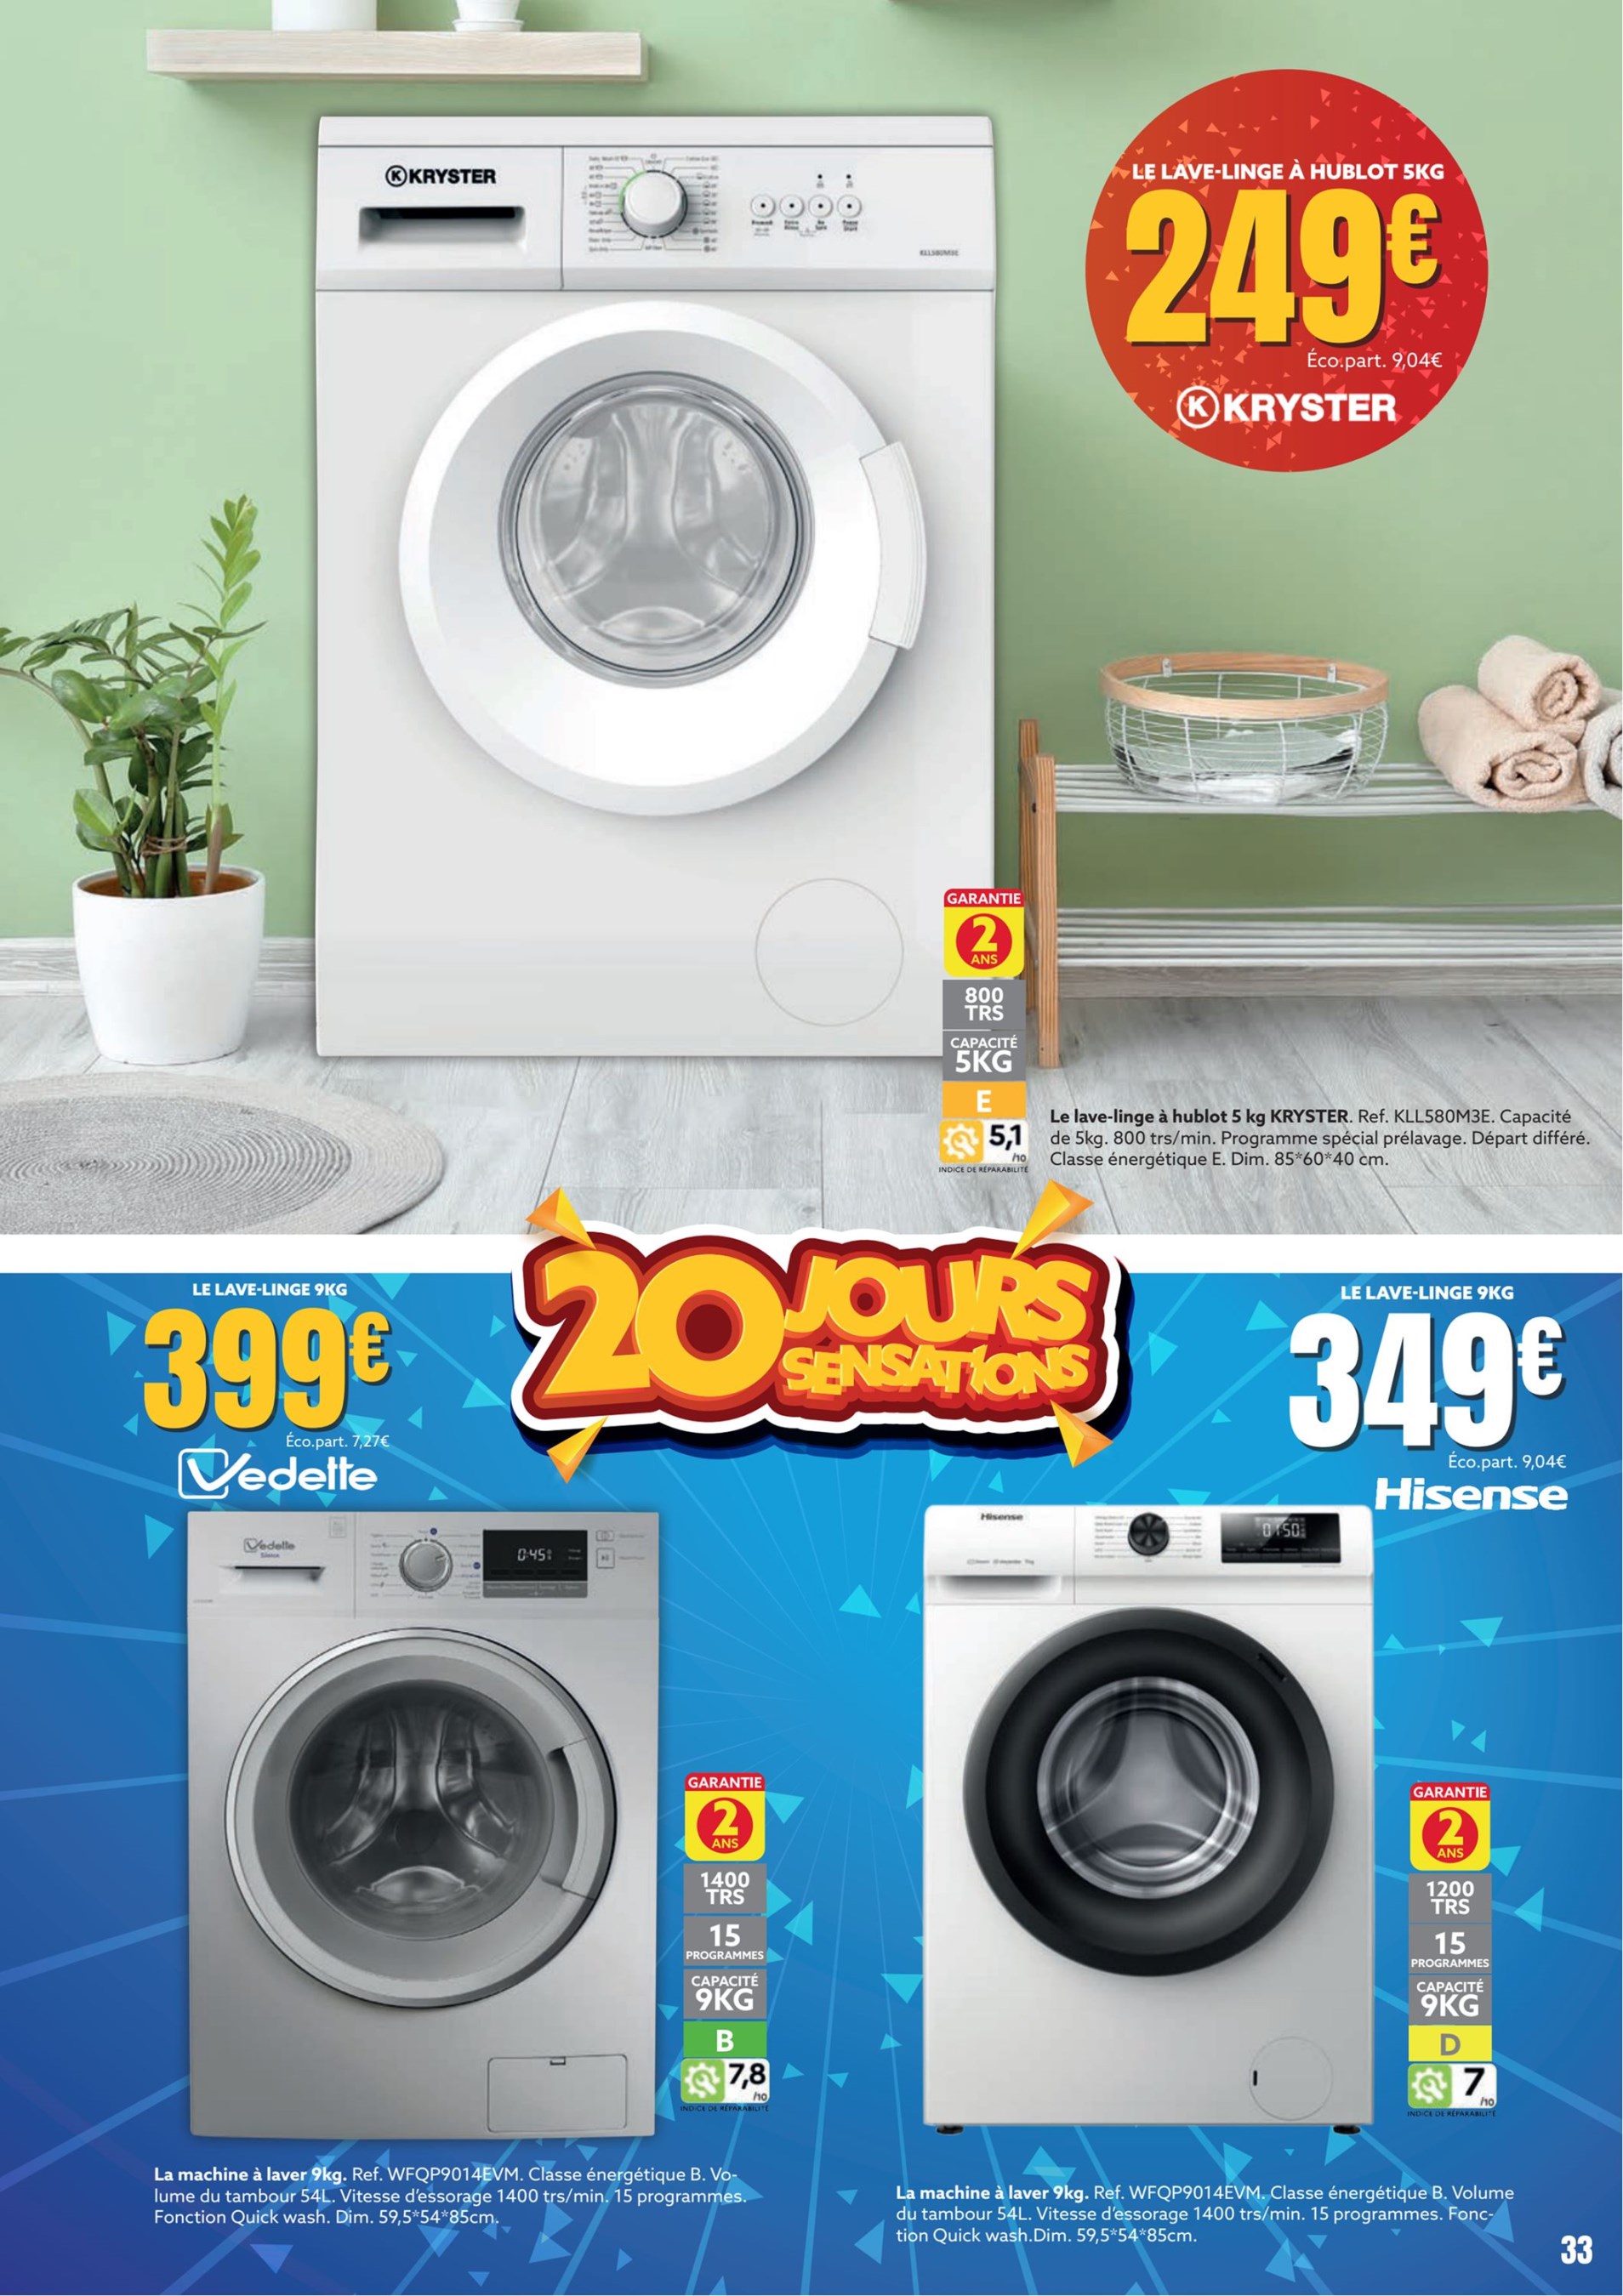 KRYSTER
KLL580M3E
LE LAVE-LINGE À HUBLOT 5KG
249€
Éco.part. 9,04€
KRYSTER
GARANTIE
2
ANS
800
TRS
CAPACITÉ
5KG
E
5,1
/10
INDICE DE RÉPARABILITÉ
Le lave-linge à hublot 5 kg KRYSTER. Ref. KLL580M3E. Capacité
de 5kg. 800 trs/min. Programme spécial prélavage. Départ différé.
Classe énergétique E. Dim. 85*60*40 cm.
20 JOURS
SENSATIONS
LE LAVE-LINGE 9KG
399€
Éco.part. 7,27€
Vedette
Vedette
0:45
GARANTIE
2
ANS
1400
TRS
15
PROGRAMMES
CAPACITÉ
9KG
B
7,8
/10
INDICE DE RÉPARABILITÉ
La machine à laver 9kg. Ref. WFQP9014EVM. Classe énergétique B. Vo-
lume du tambour 54L. Vitesse d'essorage 1400 trs/min. 15 programmes.
Fonction Quick wash. Dim. 59,5*54*85cm.
LE LAVE-LINGE 9KG
349€
Éco.part. 9,04€
Hisense
Hisense
01:50
GARANTIE
2
ANS
1200
TRS
15
PROGRAMMES
CAPACITÉ
9KG
D
7
/10
INDICE DE RÉPARABILITÉ
La machine à laver 9kg. Ref. WFQP9014EVM. Classe énergétique B. Volume
du tambour 54L. Vitesse d'essorage 1400 trs/min. 15 programmes. Fonc-
tion Quick wash.Dim. 59,5*54*85cm.
33